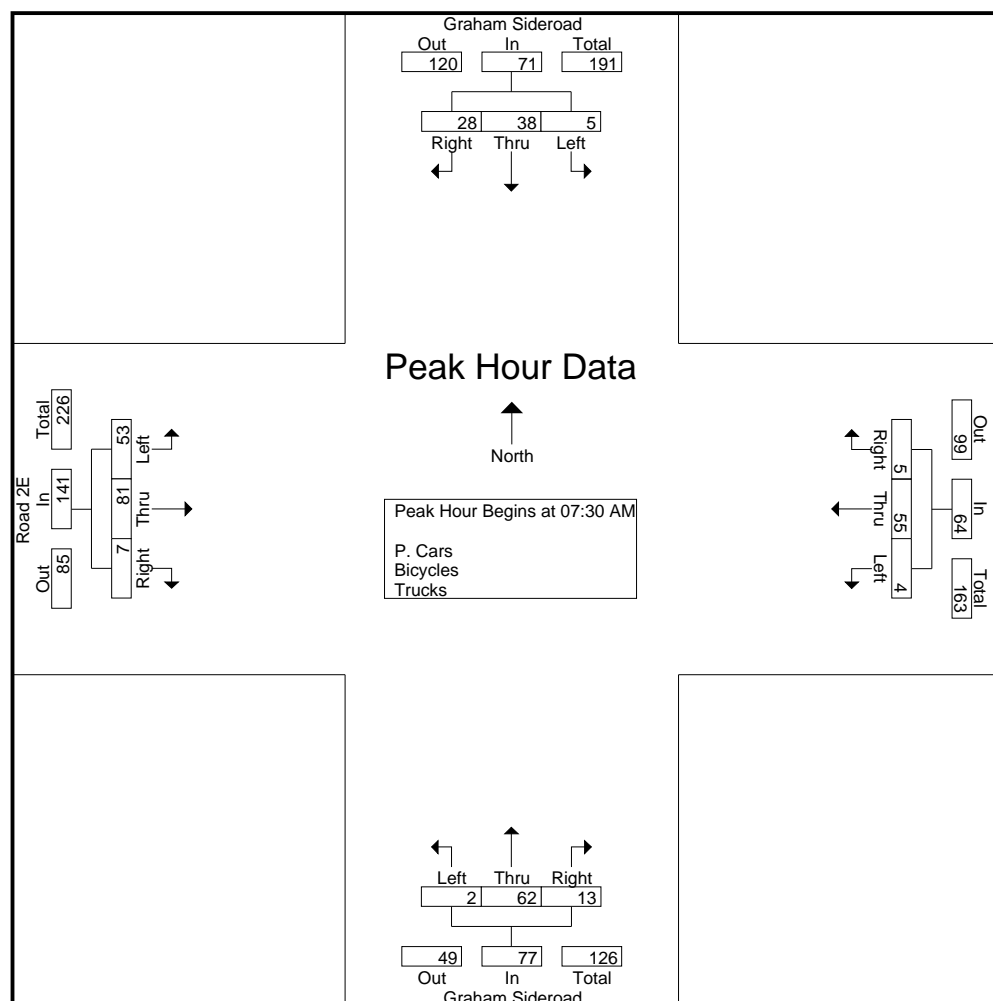 Graham Sideroad
Out In Total
120 71 191
28 38 5
Right Thru Left
Peak Hour Data
North
Peak Hour Begins at 07:30 AM
P. Cars
Bicycles
Trucks
Road 2E
Out In Total
85 141 226
53 81 7
Left Thru Right
Right Thru Left
5 55 4
Out In Total
99 64 163
Left Thru Right
2 62 13
49 77 126
Out In Total
Graham Sideroad